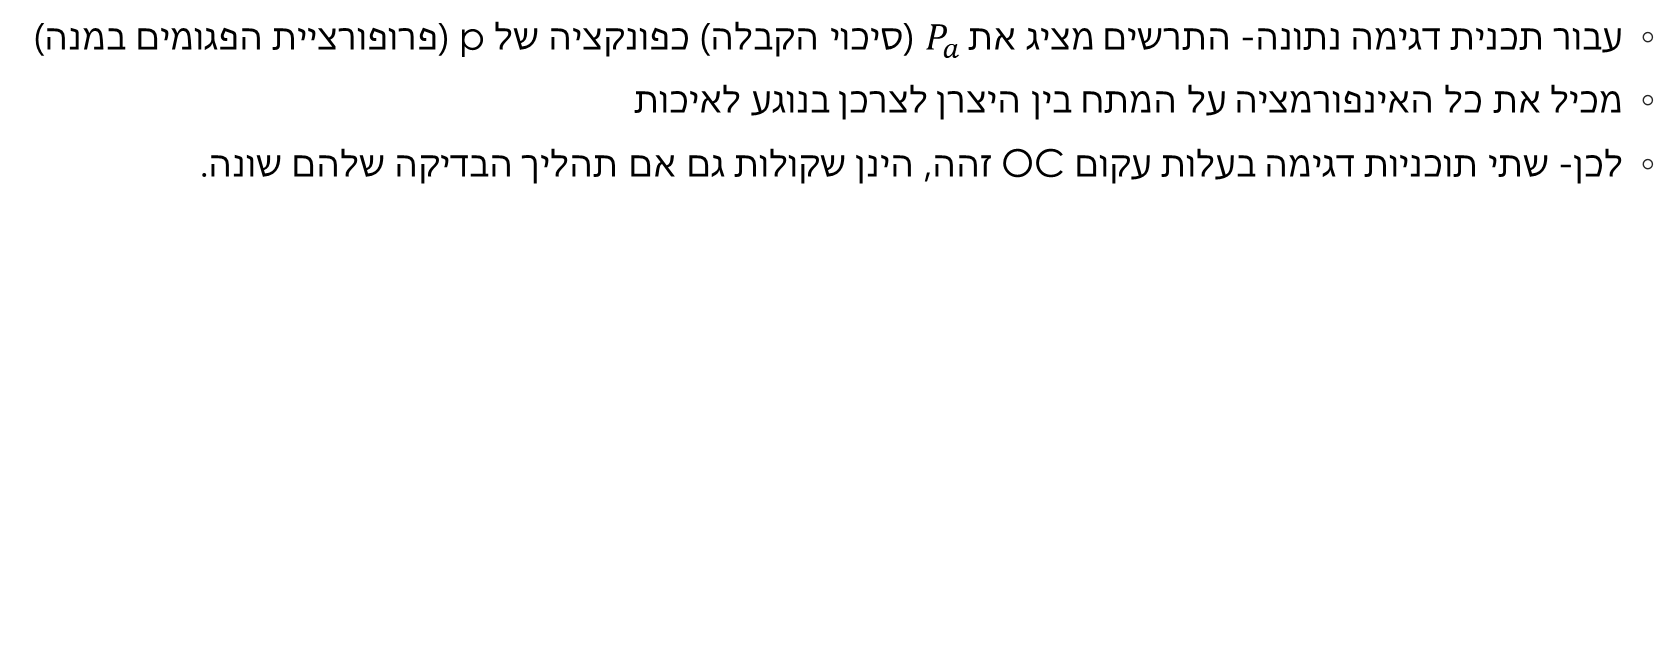 ◦ עבור תכנית דגימה נתונה- התרשים מציג את P_a (סיכוי הקבלה) כפונקציה של p (פרופורציית הפגומים במנה)
◦ מכיל את כל האינפורמציה על המתח בין היצרן לצרכן בנוגע לאיכות
◦ לכן- שתי תוכניות דגימה בעלות עקום OC זהה, הינן שקולות גם אם תהליך הבדיקה שלהם שונה.